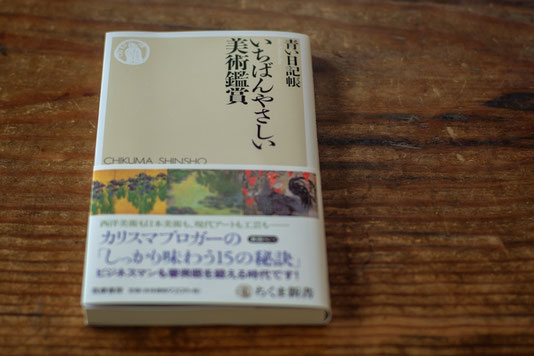 青い日記帳
いちばんやさしい
美術鑑賞
CHIKUMA SHINSHO
西洋美術も日本美術も、現代アートも工芸も——
カリスマブロガーの
「しっかり味わう15の秘訣」
ビジネスマンも審美眼を鍛える時代です!
ちくま新書